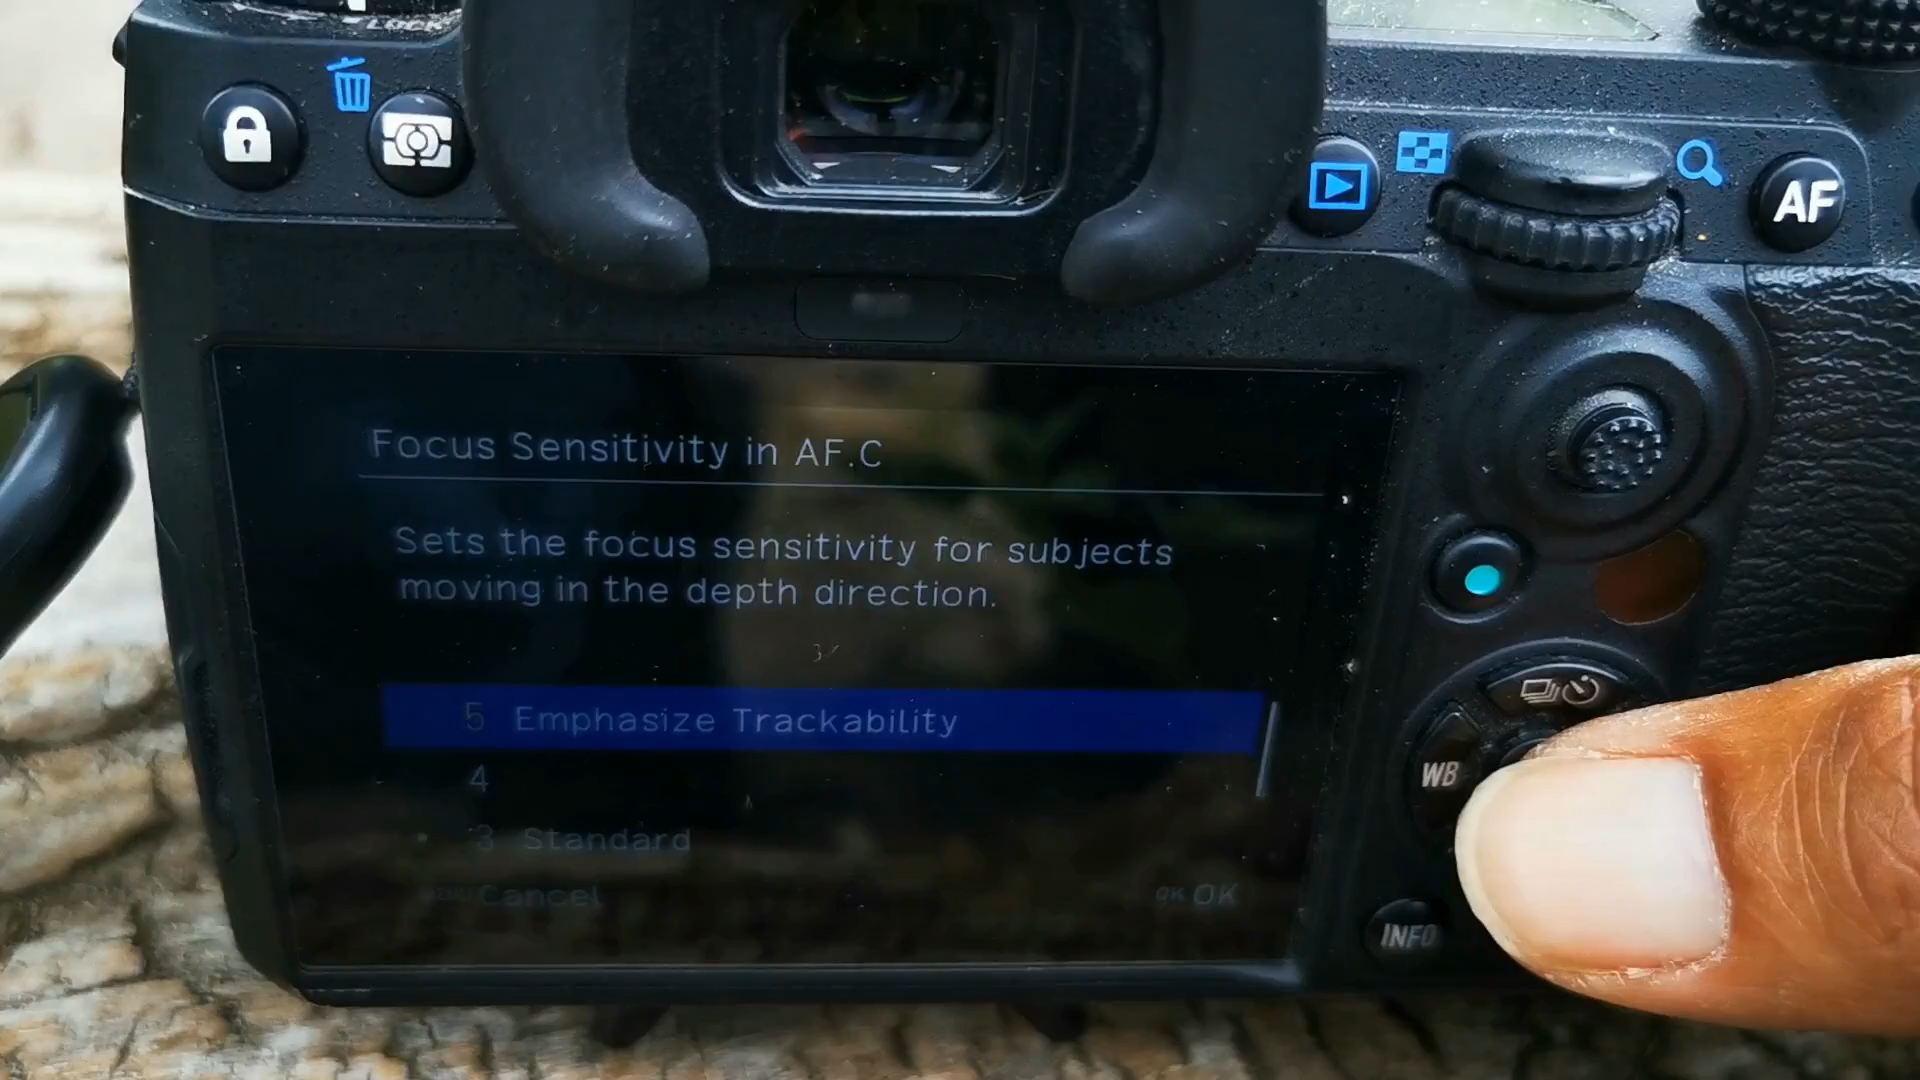 LOCK
AF
Focus Sensitivity in AF.C
Sets the focus sensitivity for subjects
moving in the depth direction.
5 Emphasize Trackability
4
3 Standard
Cancel
OK OK
WB
INFO